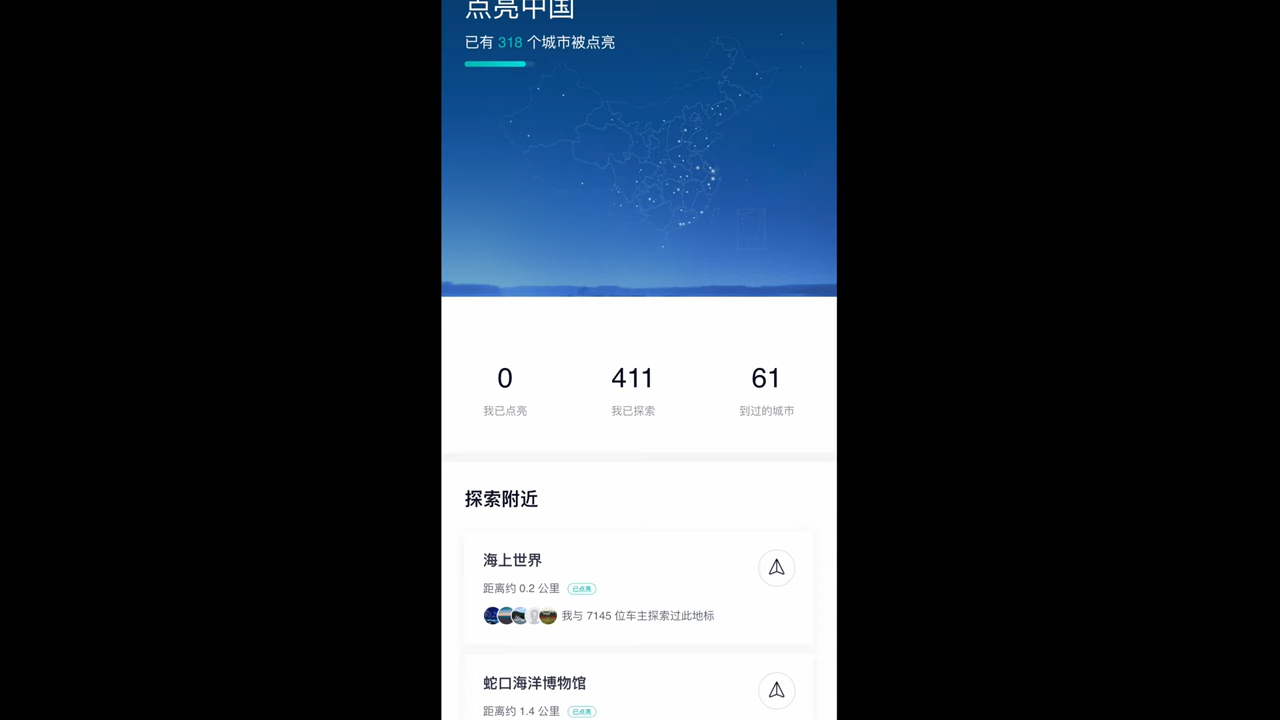 点亮中国
已有 318 个城市被点亮
0
我已点亮
411
我已探索
61
到过的城市
探索附近
海上世界
距离约 0.2 公里 已点亮
我与 7145 位车主探索过此地标
蛇口海洋博物馆
距离约 1.4 公里 已点亮